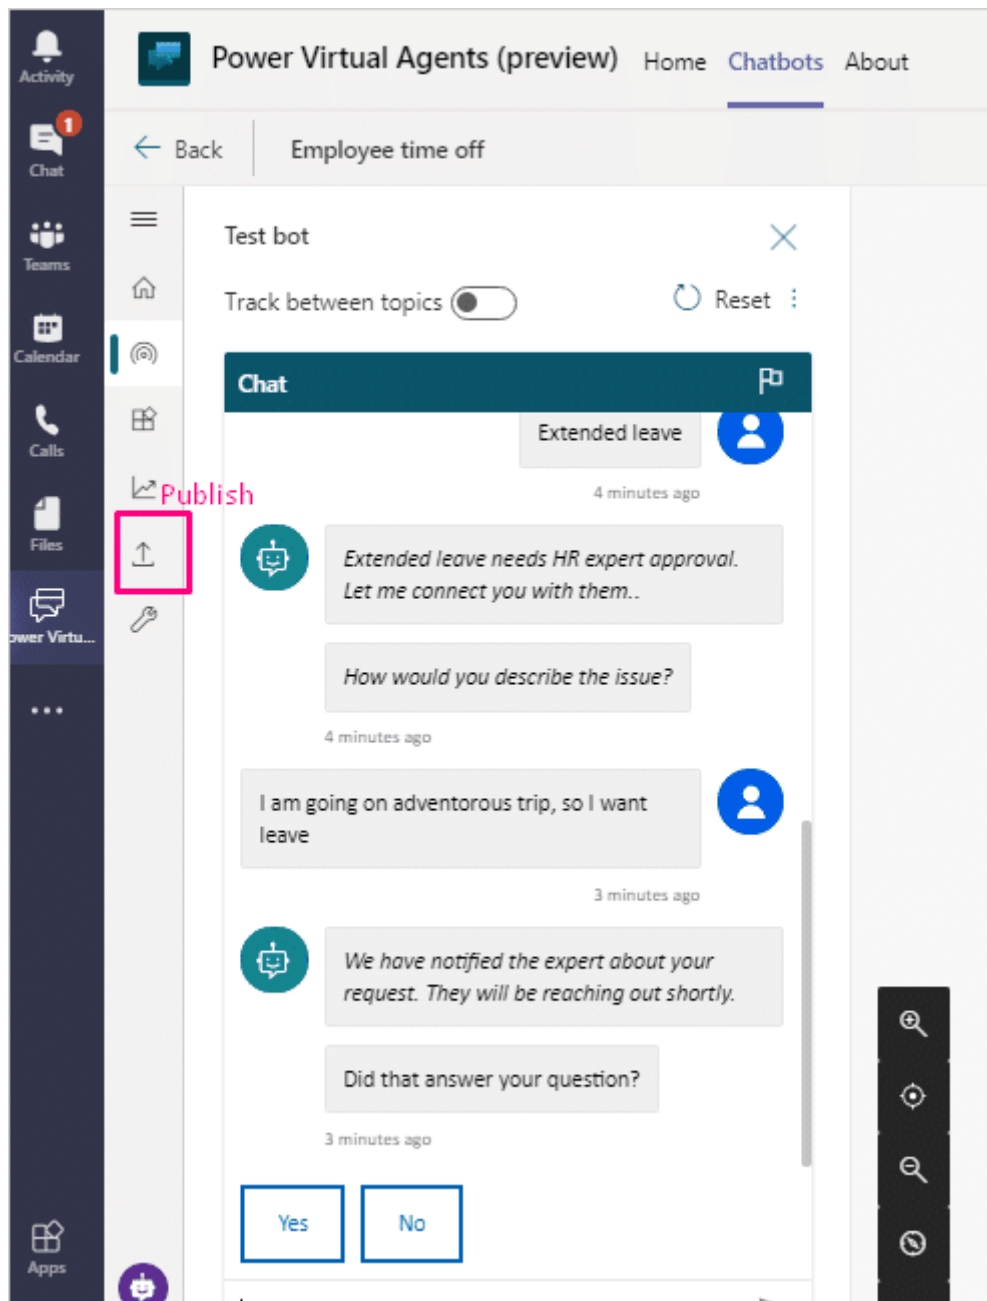 Activity
Power Virtual Agents (preview)
Home
Chatbots
About
1
Chat
Back
Employee time off
Teams
Test bot
Track between topics
Reset
Calendar
Chat
Extended leave
Calls
4 minutes ago
Publish
Files
Extended leave needs HR expert approval.
Let me connect you with them..
ower Virtu...
How would you describe the issue?
4 minutes ago
I am going on adventorous trip, so I want
leave
3 minutes ago
We have notified the expert about your
request. They will be reaching out shortly.
Did that answer your question?
3 minutes ago
Yes
No
Apps